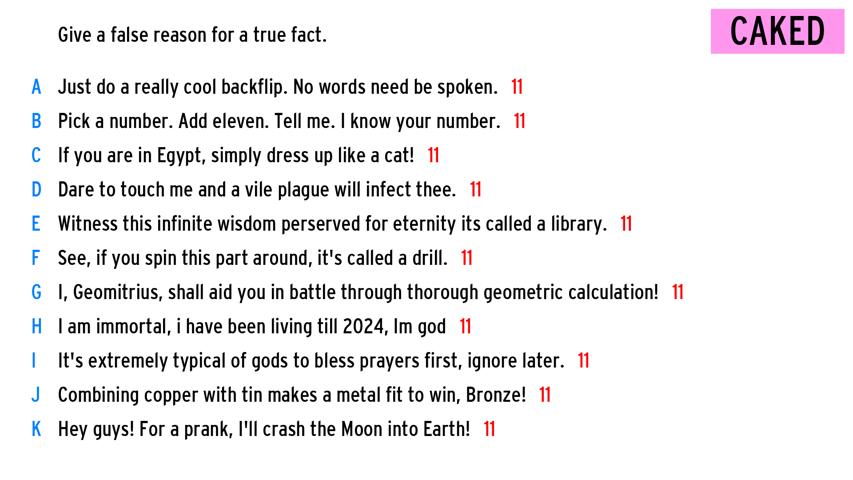 Give a false reason for a true fact.
CAKED
A Just do a really cool backflip. No words need be spoken. 11
B Pick a number. Add eleven. Tell me. I know your number. 11
C If you are in Egypt, simply dress up like a cat! 11
D Dare to touch me and a vile plague will infect thee. 11
E Witness this infinite wisdom perserved for eternity its called a library. 11
F See, if you spin this part around, it's called a drill. 11
G I, Geomitrius, shall aid you in battle through thorough geometric calculation! 11
H I am immortal, i have been living till 2024, Im god 11
I It's extremely typical of gods to bless prayers first, ignore later. 11
J Combining copper with tin makes a metal fit to win, Bronze! 11
K Hey guys! For a prank, I'll crash the Moon into Earth! 11